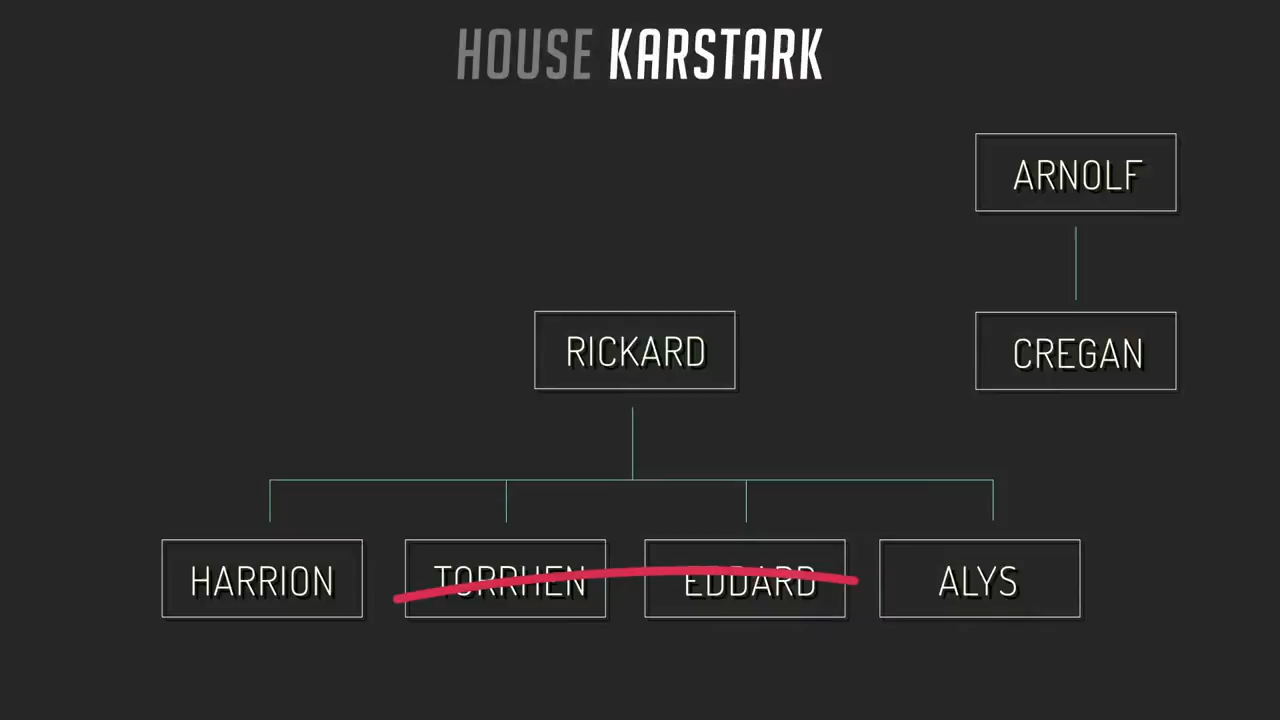 HOUSE KARSTARK
ARNOLF
RICKARD
CREGAN
HARRION
TORRHEN
EDDARD
ALYS